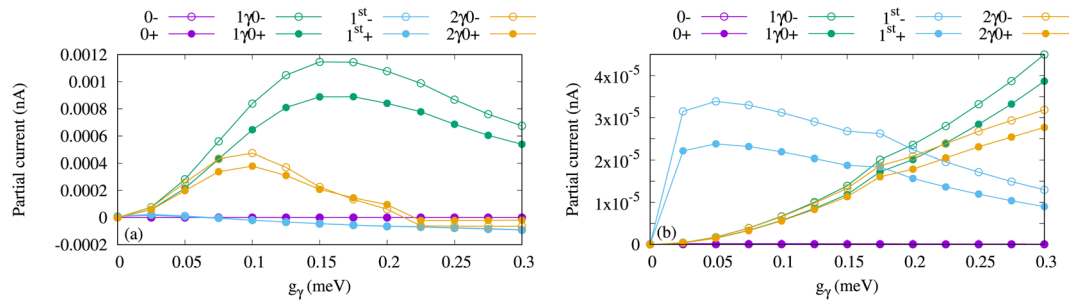 0- 1γ0- 1ˢᵗ- 2γ0-
0+ 1γ0+ 1ˢᵗ+ 2γ0+
0.0012
0.001
0.0008
0.0006
0.0004
0.0002
0
-0.0002
Partial current (nA)
(a)
0 0.05 0.1 0.15 0.2 0.25 0.3
gᵧ (meV)
0- 1γ0- 1ˢᵗ- 2γ0-
0+ 1γ0+ 1ˢᵗ+ 2γ0+
4x10⁻⁵
3x10⁻⁵
2x10⁻⁵
1x10⁻⁵
0
Partial current (nA)
(b)
0 0.05 0.1 0.15 0.2 0.25 0.3
gᵧ (meV)